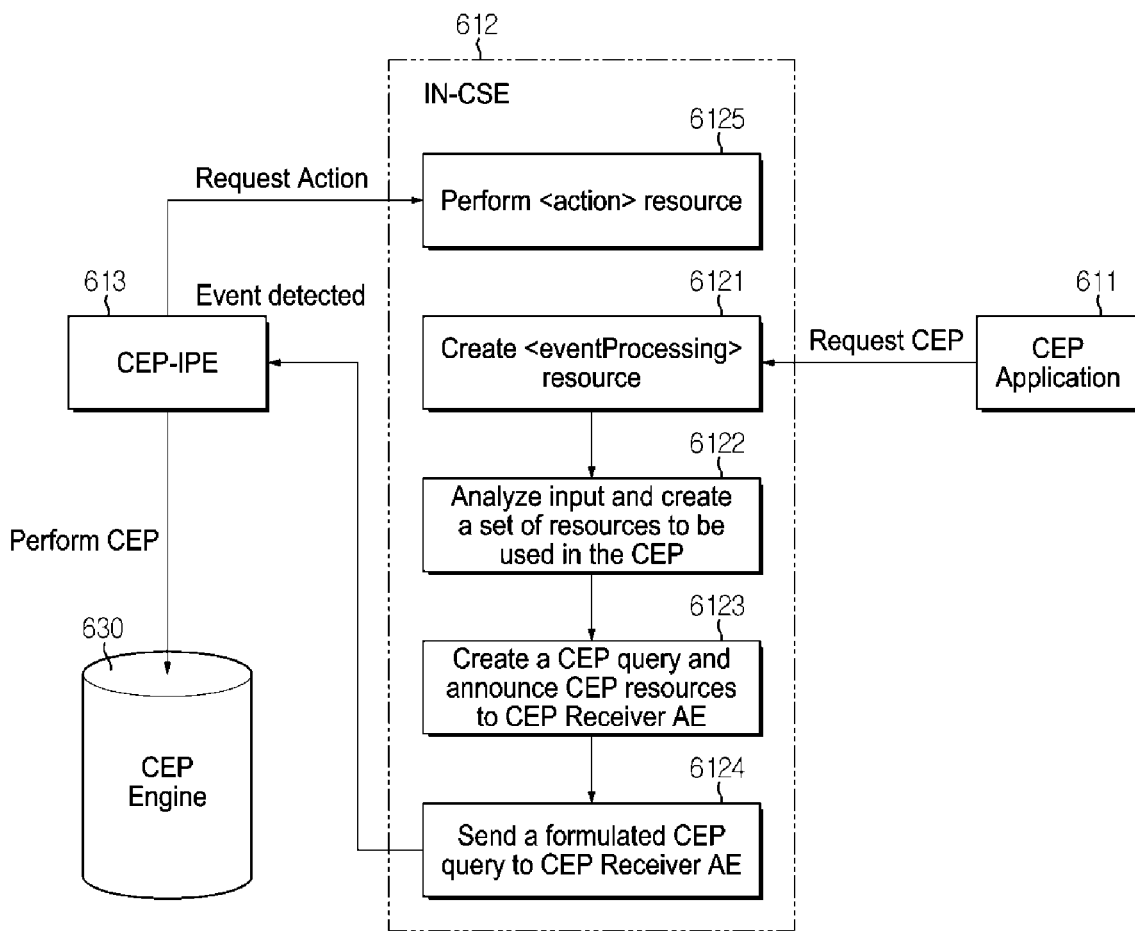 612
IN-CSE
6125
Request Action
Perform <action> resource
613
Event detected
6121
611
CEP-IPE
Create <eventProcessing>
resource
Request CEP
CEP
Application
6122
Analyze input and create
a set of resources to be
used in the CEP
Perform CEP
6123
630
Create a CEP query and
announce CEP resources
to CEP Receiver AE
CEP
Engine
6124
Send a formulated CEP
query to CEP Receiver AE